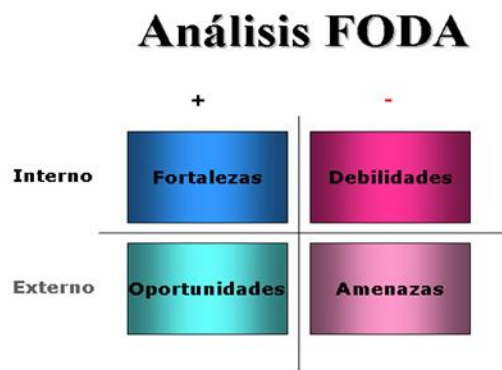 Análisis FODA
+ -
Interno Fortalezas Debilidades
Externo Oportunidades Amenazas